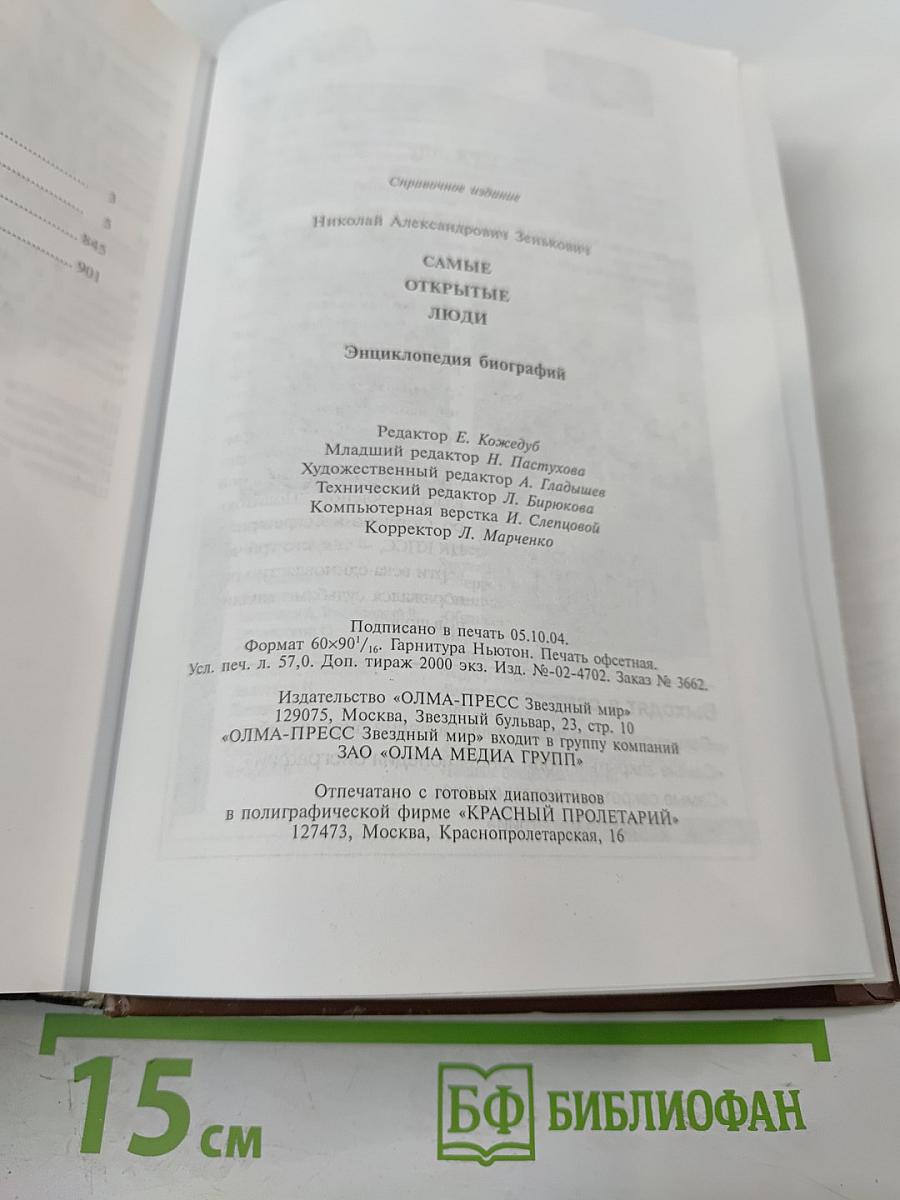 3
5
845
901
Справочное издание
Николай Александрович Зенькович
САМЫЕ
ОТКРЫТЫЕ
ЛЮДИ
Энциклопедия биографий
Редактор Е. Кожедуб
Младший редактор Н. Пастухова
Художественный редактор А. Гладышев
Технический редактор Л. Бирюкова
Компьютерная верстка И. Слепцовой
Корректор Л. Марченко
Подписано в печать 05.10.04.
Формат 60×90¹/₁₆. Гарнитура Ньютон. Печать офсетная.
Усл. печ. л. 57,0. Доп. тираж 2000 экз. Изд. №-02-4702. Заказ № 3662.
Издательство «ОЛМА-ПРЕСС Звездный мир»
129075, Москва, Звездный бульвар, 23, стр. 10
«ОЛМА-ПРЕСС Звездный мир» входит в группу компаний
ЗАО «ОЛМА МЕДИА ГРУПП»
Отпечатано с готовых диапозитивов
в полиграфической фирме «КРАСНЫЙ ПРОЛЕТАРИЙ»
127473, Москва, Краснопролетарская, 16
15 см
БФ БИБЛИОФАН